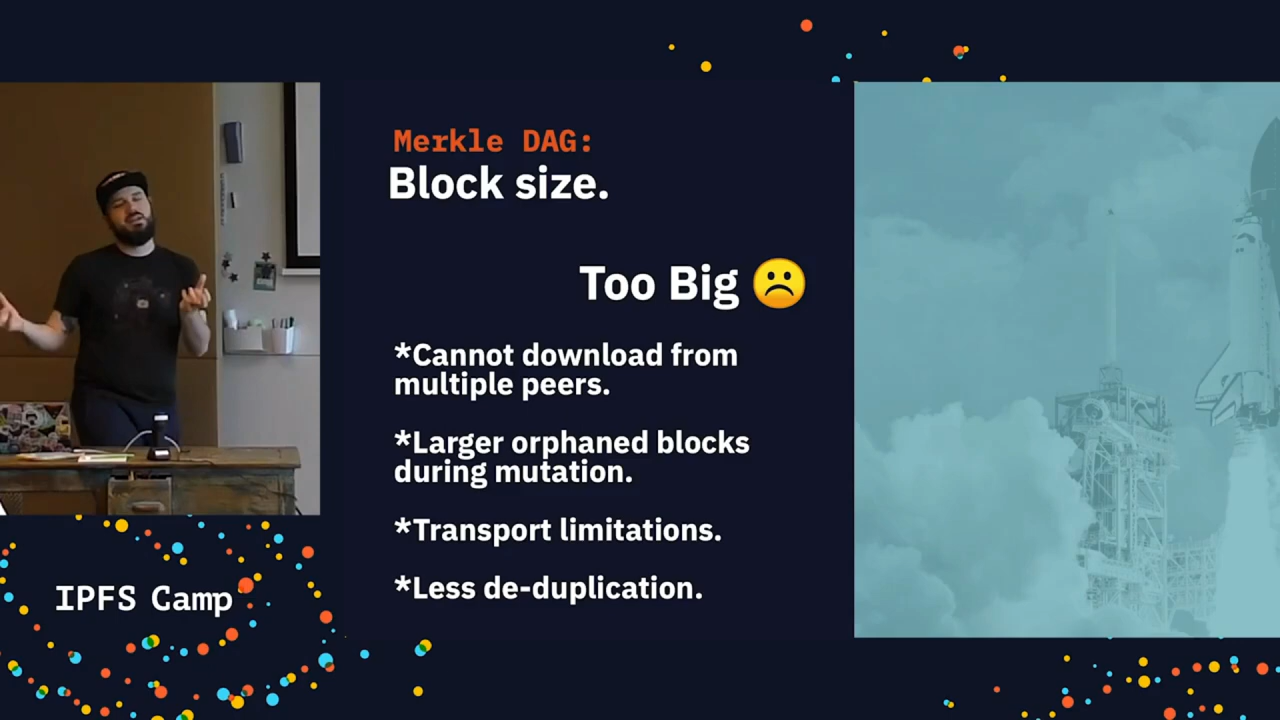 Merkle DAG:
Block size.
Too Big ☹️
*Cannot download from
multiple peers.
*Larger orphaned blocks
during mutation.
*Transport limitations.
*Less de-duplication.
IPFS Camp